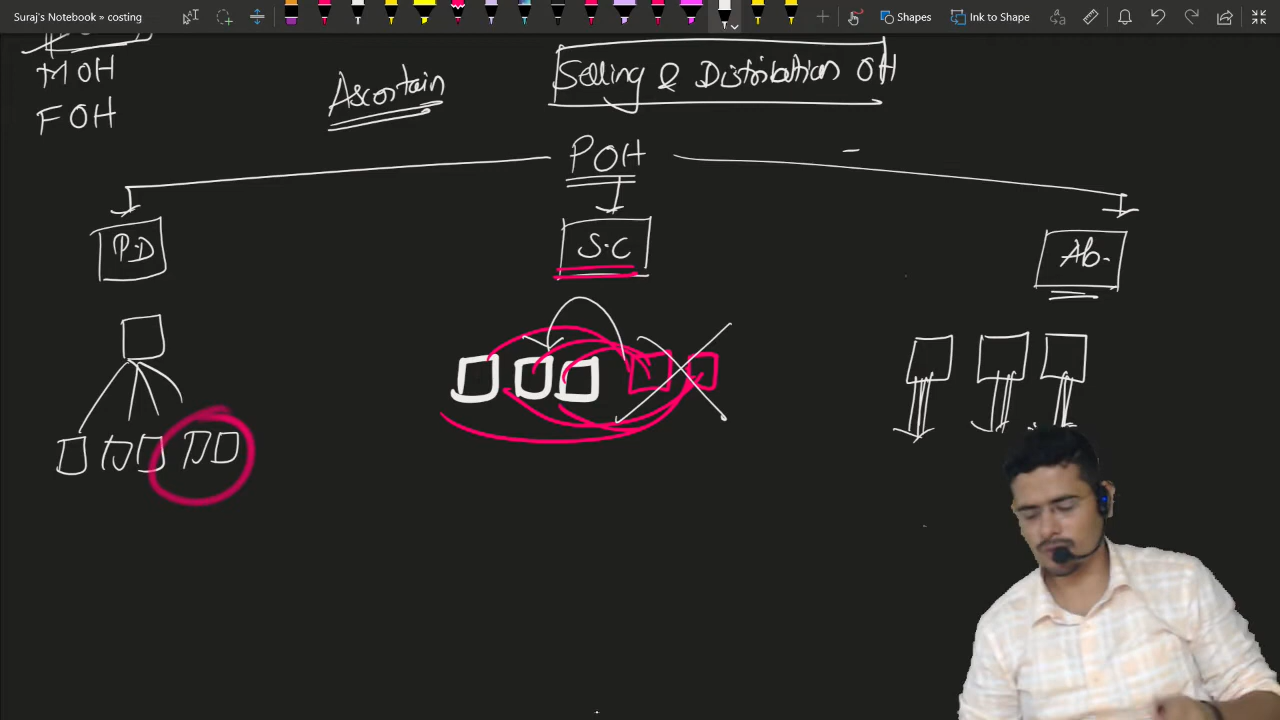 Suraj's Notebook » costing
Shapes
Ink to Shape
MOH
FOH
Ascertain
Selling & Distribution OH
POH
P.D
S.C
Ab.